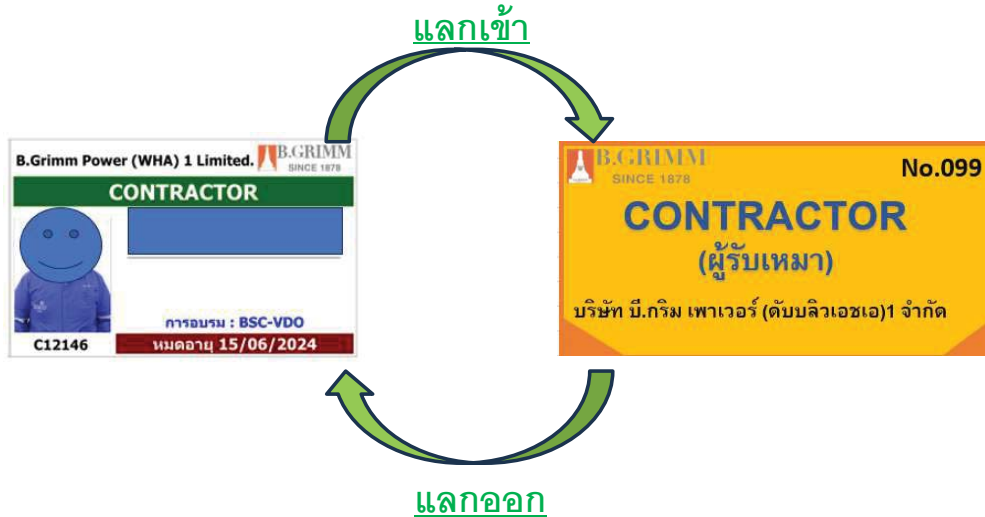 แลกเข้า
B.Grimm Power (WHA) 1 Limited.
B.GRIMM
SINCE 1878
CONTRACTOR
การอบรม : BSC-VDO
C12146
หมดอายุ 15/06/2024
B.GRIMM
SINCE 1878
No.099
CONTRACTOR
(ผู้รับเหมา)
บริษัท บี.กริม เพาเวอร์ (ดับบลิวเอชเอ)1 จำกัด
แลกออก